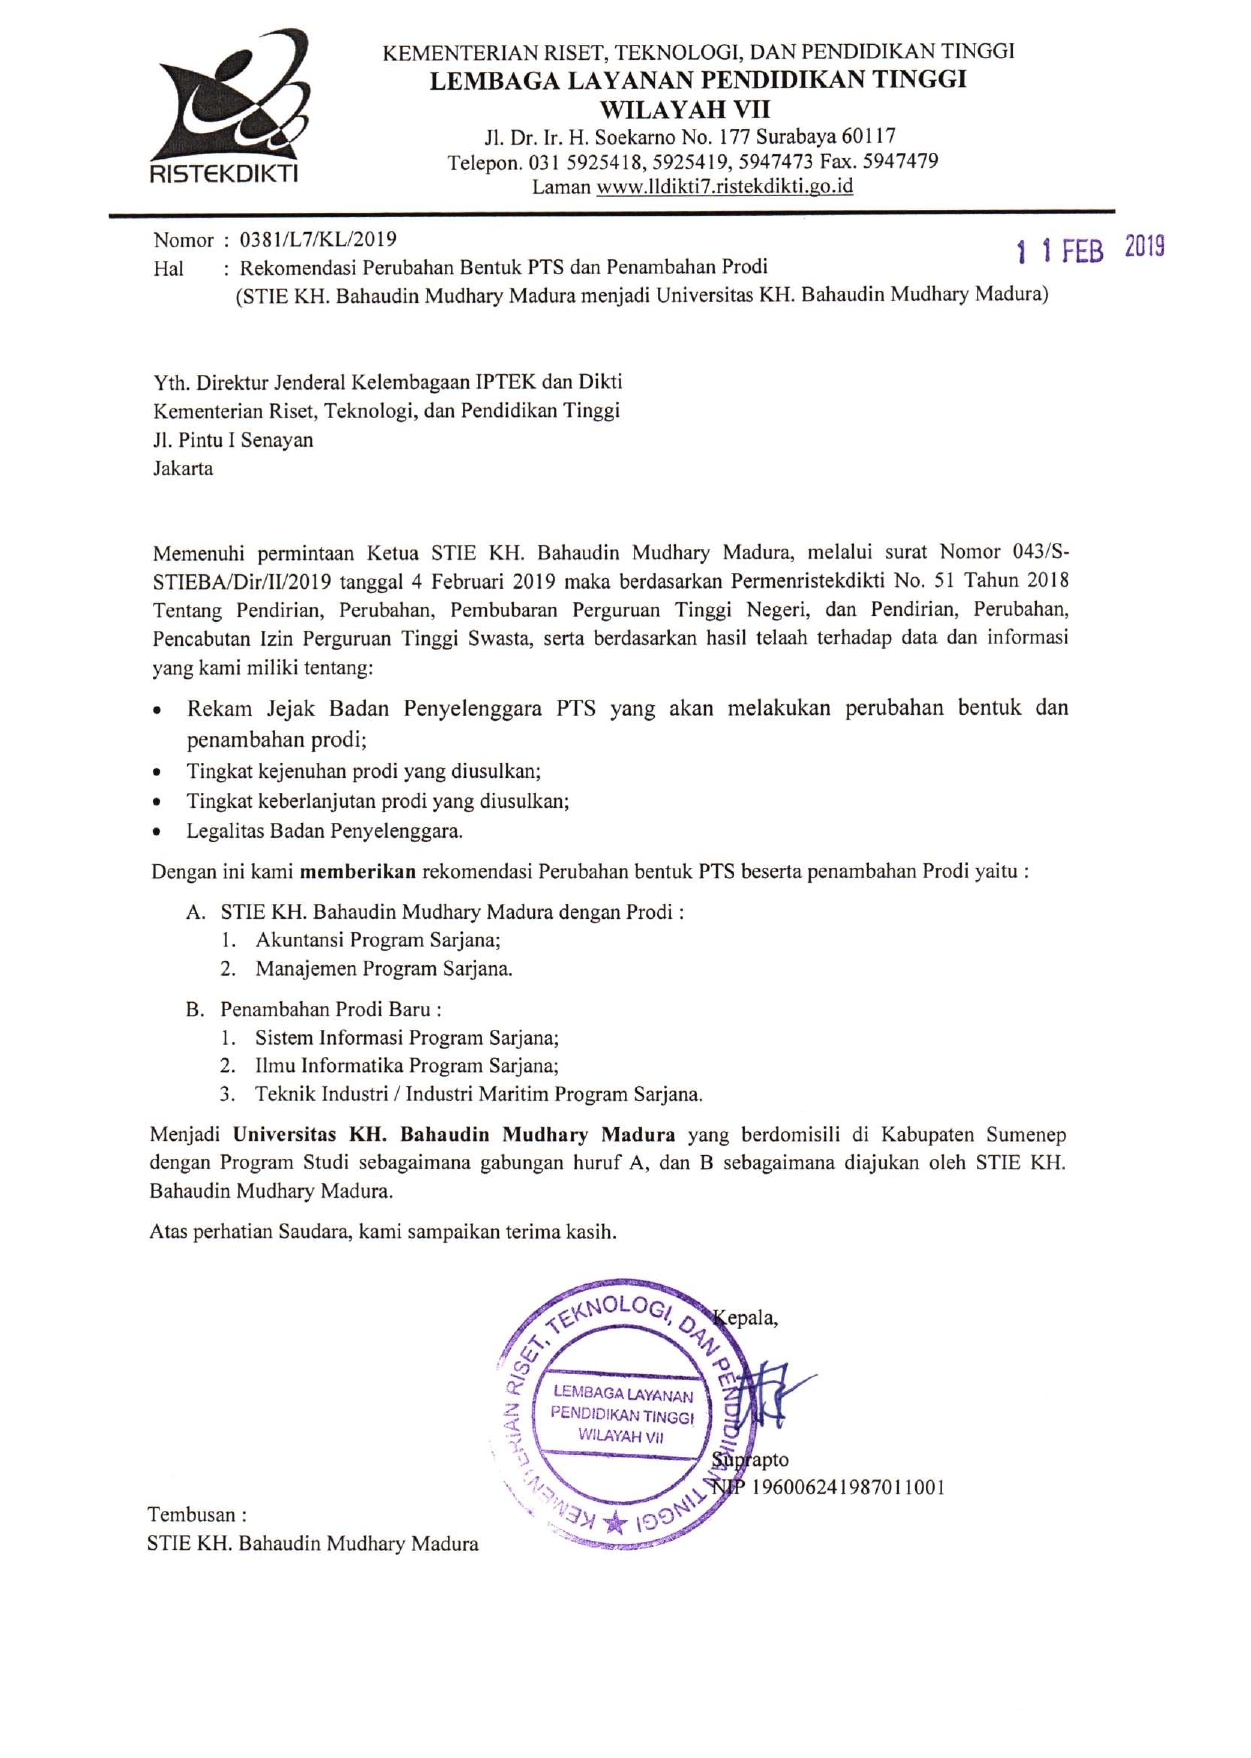 KEMENTERIAN RISET, TEKNOLOGI, DAN PENDIDIKAN TINGGI
LEMBAGA LAYANAN PENDIDIKAN TINGGI
WILAYAH VII
Jl. Dr. Ir. H. Soekarno No. 177 Surabaya 60117
Telepon. 031 5925418, 5925419, 5947473 Fax. 5947479
Laman www.lldikti7.ristekdikti.go.id
RISTEKDIKTI
Nomor : 0381/L7/KL/2019
11 FEB 2019
Hal : Rekomendasi Perubahan Bentuk PTS dan Penambahan Prodi
(STIE KH. Bahaudin Mudhary Madura menjadi Universitas KH. Bahaudin Mudhary Madura)
Yth. Direktur Jenderal Kelembagaan IPTEK dan Dikti
Kementerian Riset, Teknologi, dan Pendidikan Tinggi
Jl. Pintu I Senayan
Jakarta
Memenuhi permintaan Ketua STIE KH. Bahaudin Mudhary Madura, melalui surat Nomor 043/S-
STIEBA/Dir/II/2019 tanggal 4 Februari 2019 maka berdasarkan Permenristekdikti No. 51 Tahun 2018
Tentang Pendirian, Perubahan, Pembubaran Perguruan Tinggi Negeri, dan Pendirian, Perubahan,
Pencabutan Izin Perguruan Tinggi Swasta, serta berdasarkan hasil telaah terhadap data dan informasi
yang kami miliki tentang:
• Rekam Jejak Badan Penyelenggara PTS yang akan melakukan perubahan bentuk dan
penambahan prodi;
• Tingkat kejenuhan prodi yang diusulkan;
• Tingkat keberlanjutan prodi yang diusulkan;
• Legalitas Badan Penyelenggara.
Dengan ini kami memberikan rekomendasi Perubahan bentuk PTS beserta penambahan Prodi yaitu :
A. STIE KH. Bahaudin Mudhary Madura dengan Prodi :
1. Akuntansi Program Sarjana;
2. Manajemen Program Sarjana.
B. Penambahan Prodi Baru :
1. Sistem Informasi Program Sarjana;
2. Ilmu Informatika Program Sarjana;
3. Teknik Industri / Industri Maritim Program Sarjana.
Menjadi Universitas KH. Bahaudin Mudhary Madura yang berdomisili di Kabupaten Sumenep
dengan Program Studi sebagaimana gabungan huruf A, dan B sebagaimana diajukan oleh STIE KH.
Bahaudin Mudhary Madura.
Atas perhatian Saudara, kami sampaikan terima kasih.
Kepala,
KEMENTERIAN RISET, TEKNOLOGI, DAN PENDIDIKAN TINGGI
LEMBAGA LAYANAN
PENDIDIKAN TINGGI
WILAYAH VII
Suprapto
NIP 196006241987011001
Tembusan :
STIE KH. Bahaudin Mudhary Madura